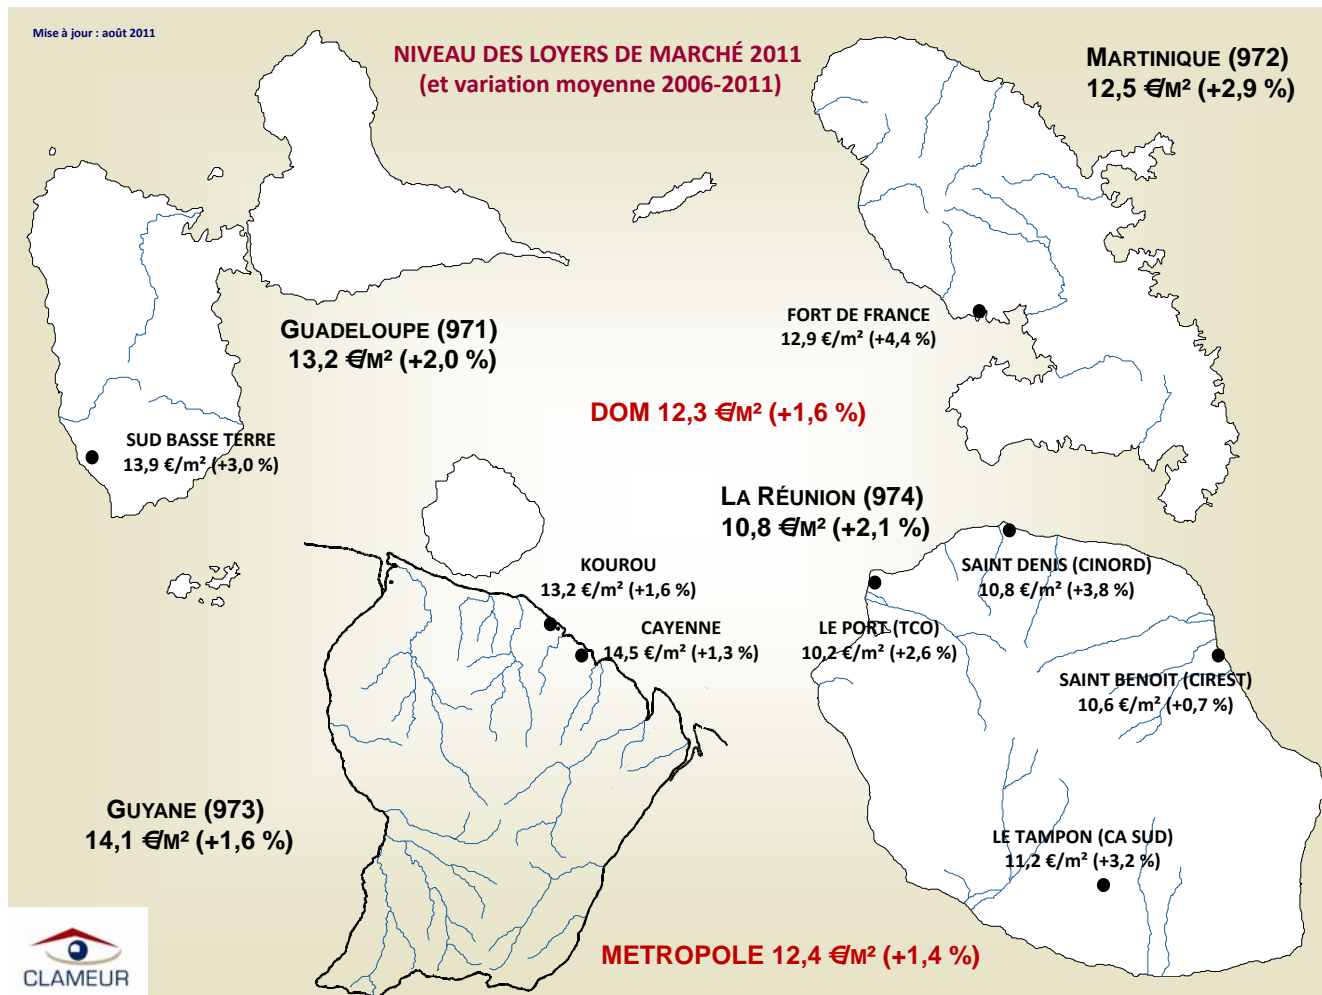 Mise à jour : août 2011
NIVEAU DES LOYERS DE MARCHÉ 2011
(et variation moyenne 2006-2011)
MARTINIQUE (972)
12,5 €/M² (+2,9 %)
FORT DE FRANCE
12,9 €/m² (+4,4 %)
GUADELOUPE (971)
13,2 €/M² (+2,0 %)
DOM 12,3 €/M² (+1,6 %)
SUD BASSE TERRE
13,9 €/m² (+3,0 %)
LA RÉUNION (974)
10,8 €/M² (+2,1 %)
KOUROU
13,2 €/m² (+1,6 %)
SAINT DENIS (CINORD)
10,8 €/m² (+3,8 %)
CAYENNE
14,5 €/m² (+1,3 %)
LE PORT (TCO)
10,2 €/m² (+2,6 %)
SAINT BENOIT (CIREST)
10,6 €/m² (+0,7 %)
GUYANE (973)
14,1 €/M² (+1,6 %)
LE TAMPON (CA SUD)
11,2 €/m² (+3,2 %)
METROPOLE 12,4 €/M² (+1,4 %)
CLAMEUR